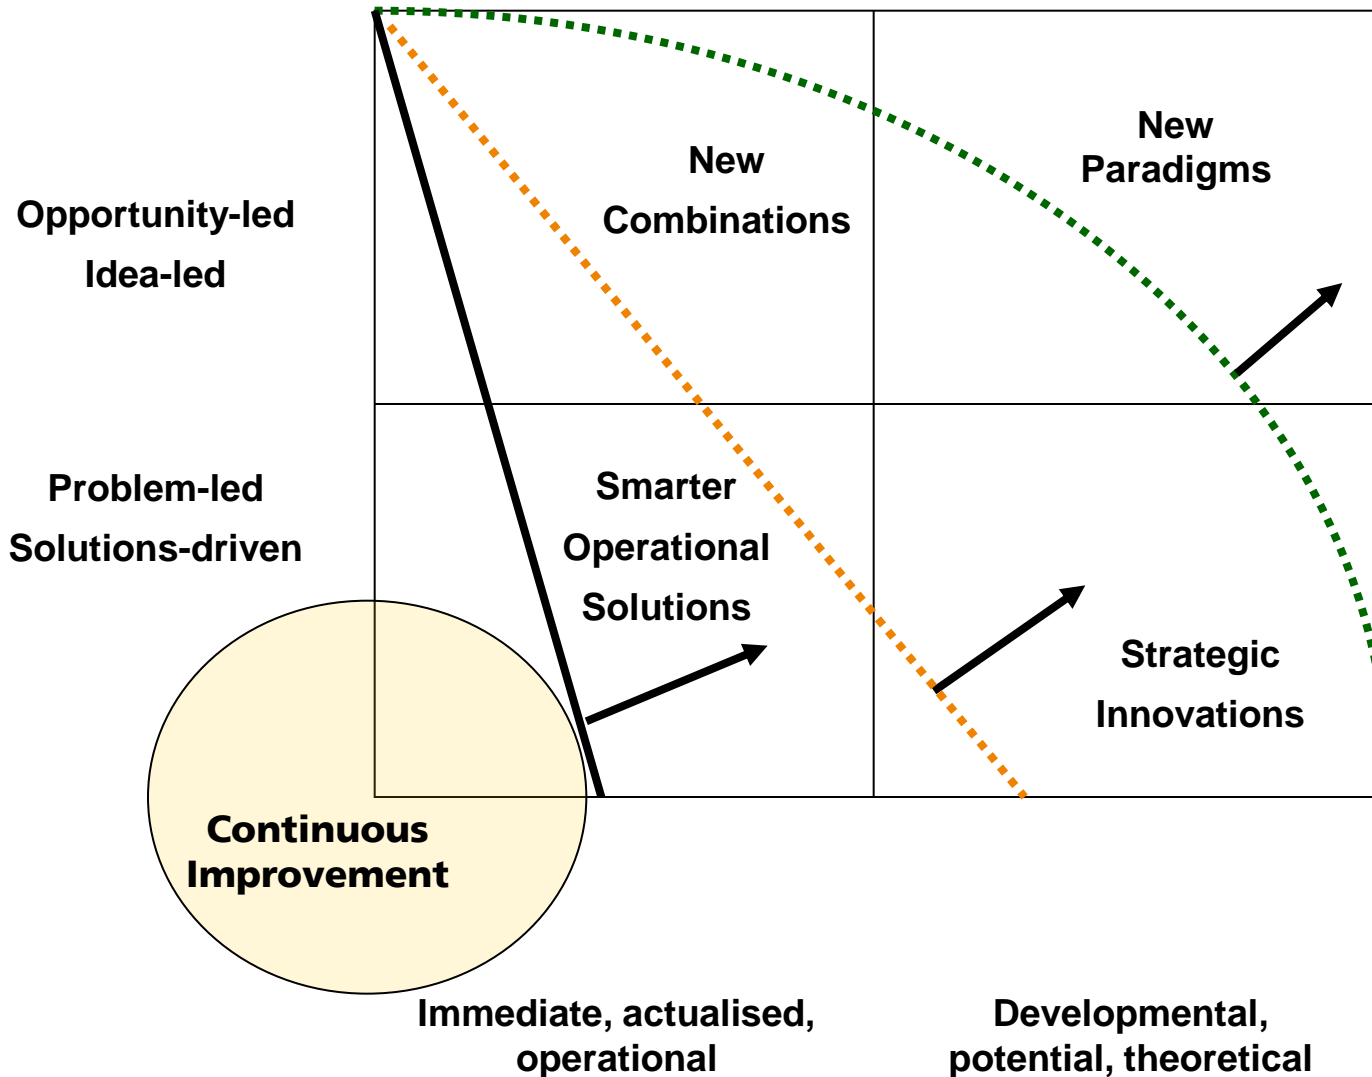 New
Paradigms
New
Combinations
Opportunity-led
Idea-led
Problem-led
Solutions-driven
Smarter
Operational
Solutions
Strategic
Innovations
Continuous
Improvement
Immediate, actualised,
operational
Developmental,
potential, theoretical